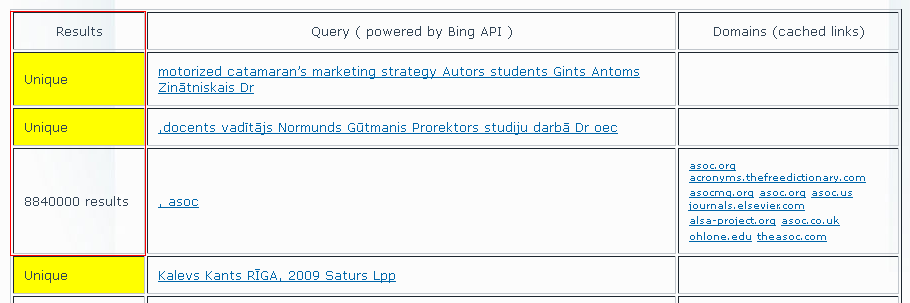 Results
Query ( powered by Bing API )
Domains (cached links)
Unique
motorized catamaran's marketing strategy Autors students Gints Antoms
Zinātniskais Dr
Unique
,docents vadītājs Normunds Gūtmanis Prorektors studiju darbā Dr oec
8840000 results
, asoc
asoc.org
acronyms.thefreedictionary.com
asocmg.org asoc.org asoc.us
journals.elsevier.com
alsa-project.org asoc.co.uk
ohlone.edu theasoc.com
Unique
Kalevs Kants RĪGA, 2009 Saturs Lpp